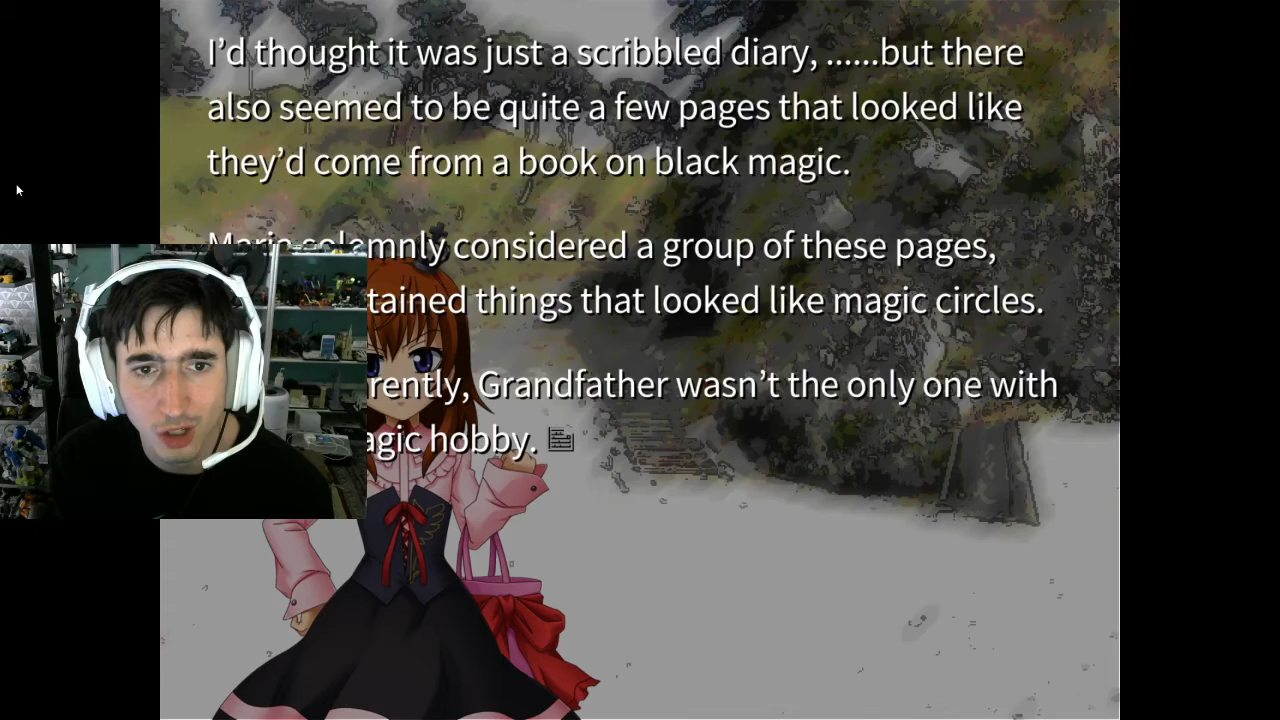 I’d thought it was just a scribbled diary, ......but there
also seemed to be quite a few pages that looked like
they’d come from a book on black magic.
Maria solemnly considered a group of these pages,
tained things that looked like magic circles.
rently, Grandfather wasn’t the only one with
agic hobby.